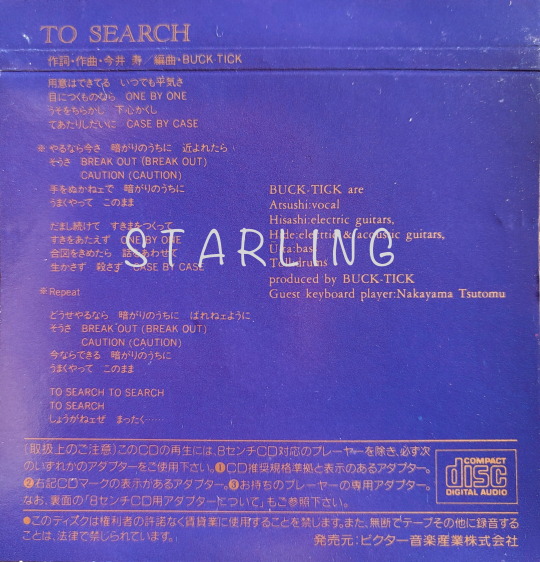 TO SEARCH
作詞・作曲・今井 寿　編曲・BUCK-TICK
用意はできてる　いつでも平気さ
目につくものなら　ONE BY ONE
うそをちらかし　下心かくし
てあたりしだいに　CASE BY CASE
※ やるなら今さ　暗がりのうちに　近よれたら
そうさ　BREAK OUT (BREAK OUT)
CAUTION (CAUTION)
手をぬかねェで　暗がりのうちに
うまくやって　このまま
だまし続けて　すきまをつくって
すきをあたえず　ONE BY ONE
合図をきめたら　話をあわせて
生かさず　殺さず　CASE BY CASE
※Repeat
どうせやるなら　暗がりのうちに　ばれねェように
そうさ　BREAK OUT (BREAK OUT)
CAUTION (CAUTION)
今ならできる　暗がりのうちに
うまくやって　このまま
TO SEARCH TO SEARCH
TO SEARCH
しょうがねェぜ　まったく……
BUCK-TICK are
Atsushi:vocal
Hisashi:electric guitars,
Hide:electric & acoustic guitars,
U-ta:bass
Toll:drums
produced by BUCK-TICK
Guest keyboard player:Nakayama Tsutomu
STARLING
(取扱上のご注意)このCDの再生には、8センチCD対応のプレーヤーを除き、必ず次
のいずれかのアダプターをご使用下さい。❶CD推奨規格準拠と表示のあるアダプター。
❷右記CDマークの表示があるアダプター。❸お持ちのプレーヤーの専用アダプター。
なお、裏面の「8センチCD用アダプターについて」もご参照下さい。
COMPACT
disc
DIGITAL AUDIO
●このディスクは権利者の許諾なく賃貸業に使用することを禁じます。また、無断でテープその他に録音する
ことは、法律で禁じられています。
発売元：ビクター音楽産業株式会社